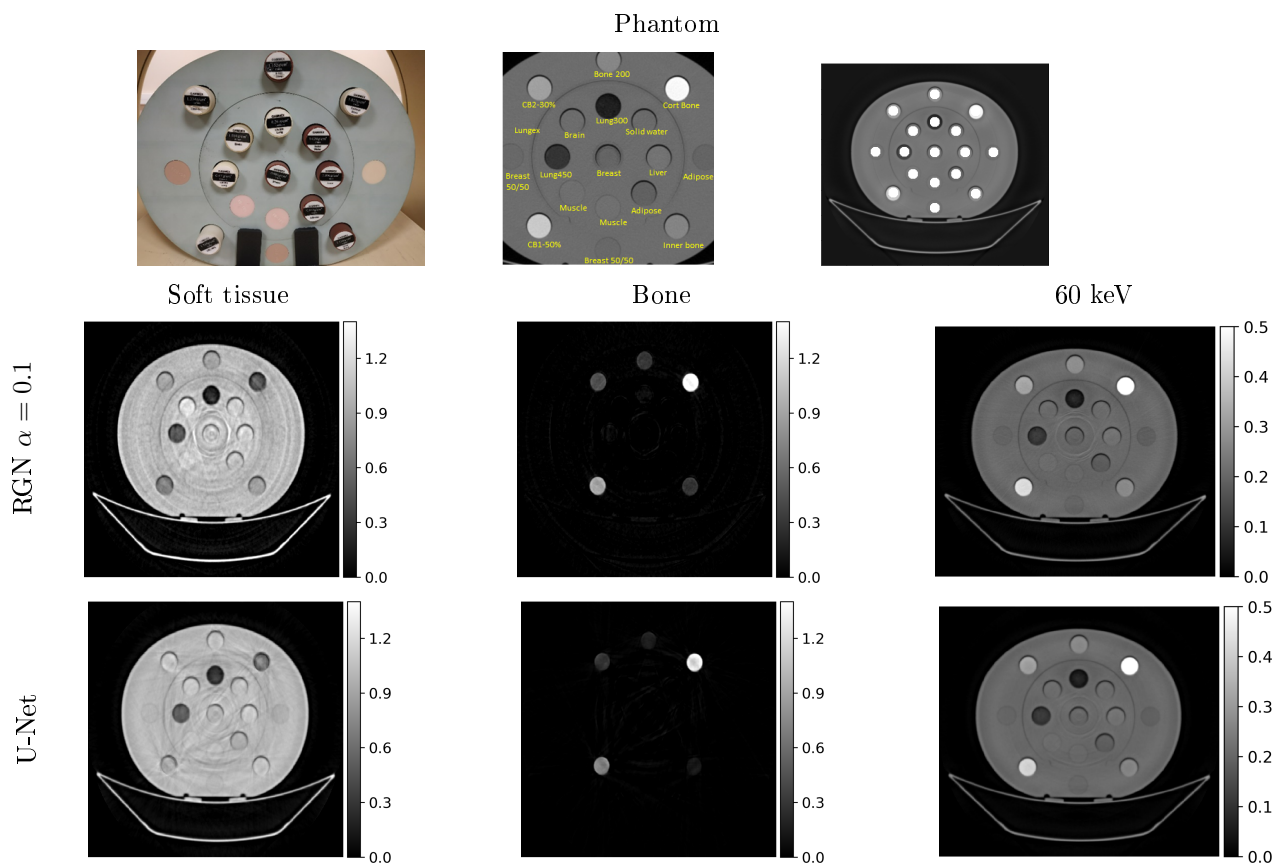 Phantom
Bone 200
CB2-30%
Cort Bone
Lung300
Lungex
Brain
Solid water
Lung450
Breast
Liver
Breast
50/50
Adipose
Muscle
Muscle
Adipose
CB1-50%
Inner bone
Breast 50/50
Soft tissue
Bone
60 keV
RGN α = 0.1
1.2
0.9
0.6
0.3
0.0
1.2
0.9
0.6
0.3
0.0
0.5
0.4
0.3
0.2
0.1
0.0
U-Net
1.2
0.9
0.6
0.3
0.0
1.2
0.9
0.6
0.3
0.0
0.5
0.4
0.3
0.2
0.1
0.0